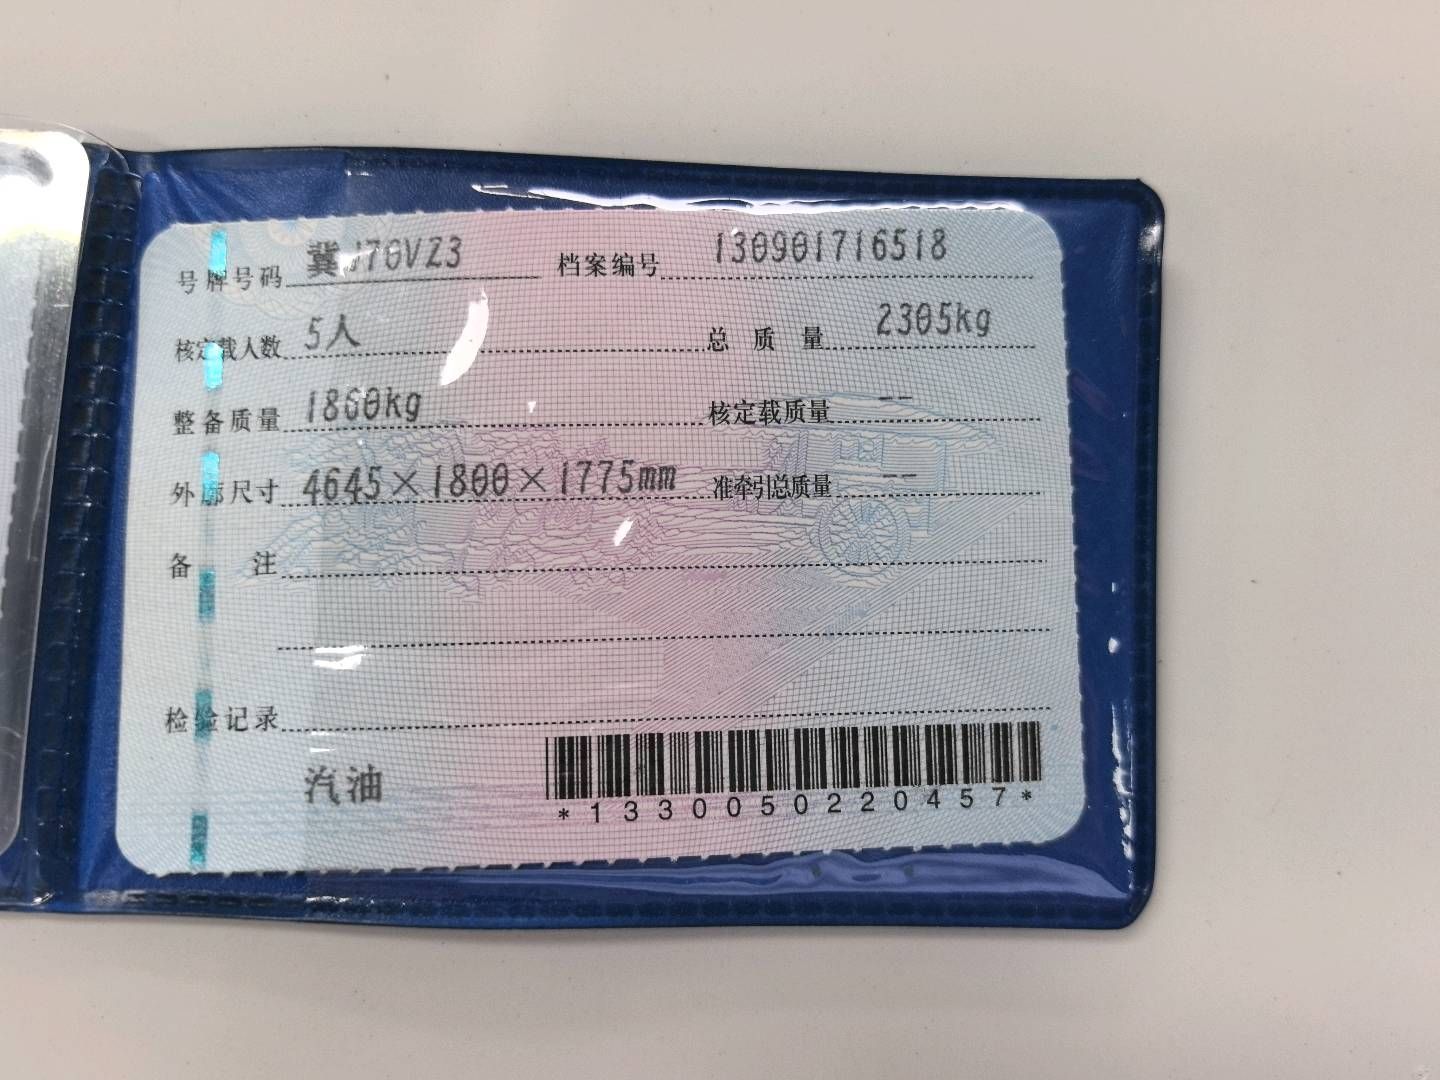 号牌号码 冀J70VZ3 档案编号 130901716518
核定载人数 5人 总质量 2305kg
整备质量 1860kg 核定载质量 --
外廓尺寸 4645×1800×1775mm 准牵引总质量 --
备注
检验记录
汽油
*1330050220457*